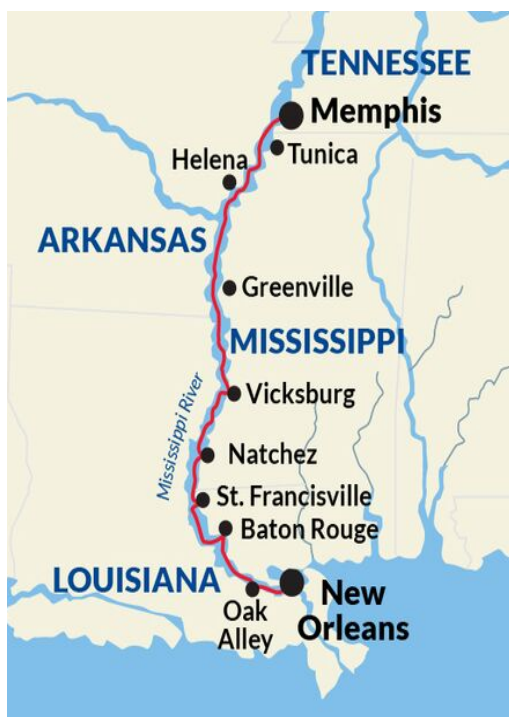 TENNESSEE
Memphis
Tunica
Helena
ARKANSAS
Greenville
MISSISSIPPI
Vicksburg
Mississippi River
Natchez
St. Francisville
Baton Rouge
LOUISIANA
Oak
Alley
New
Orleans